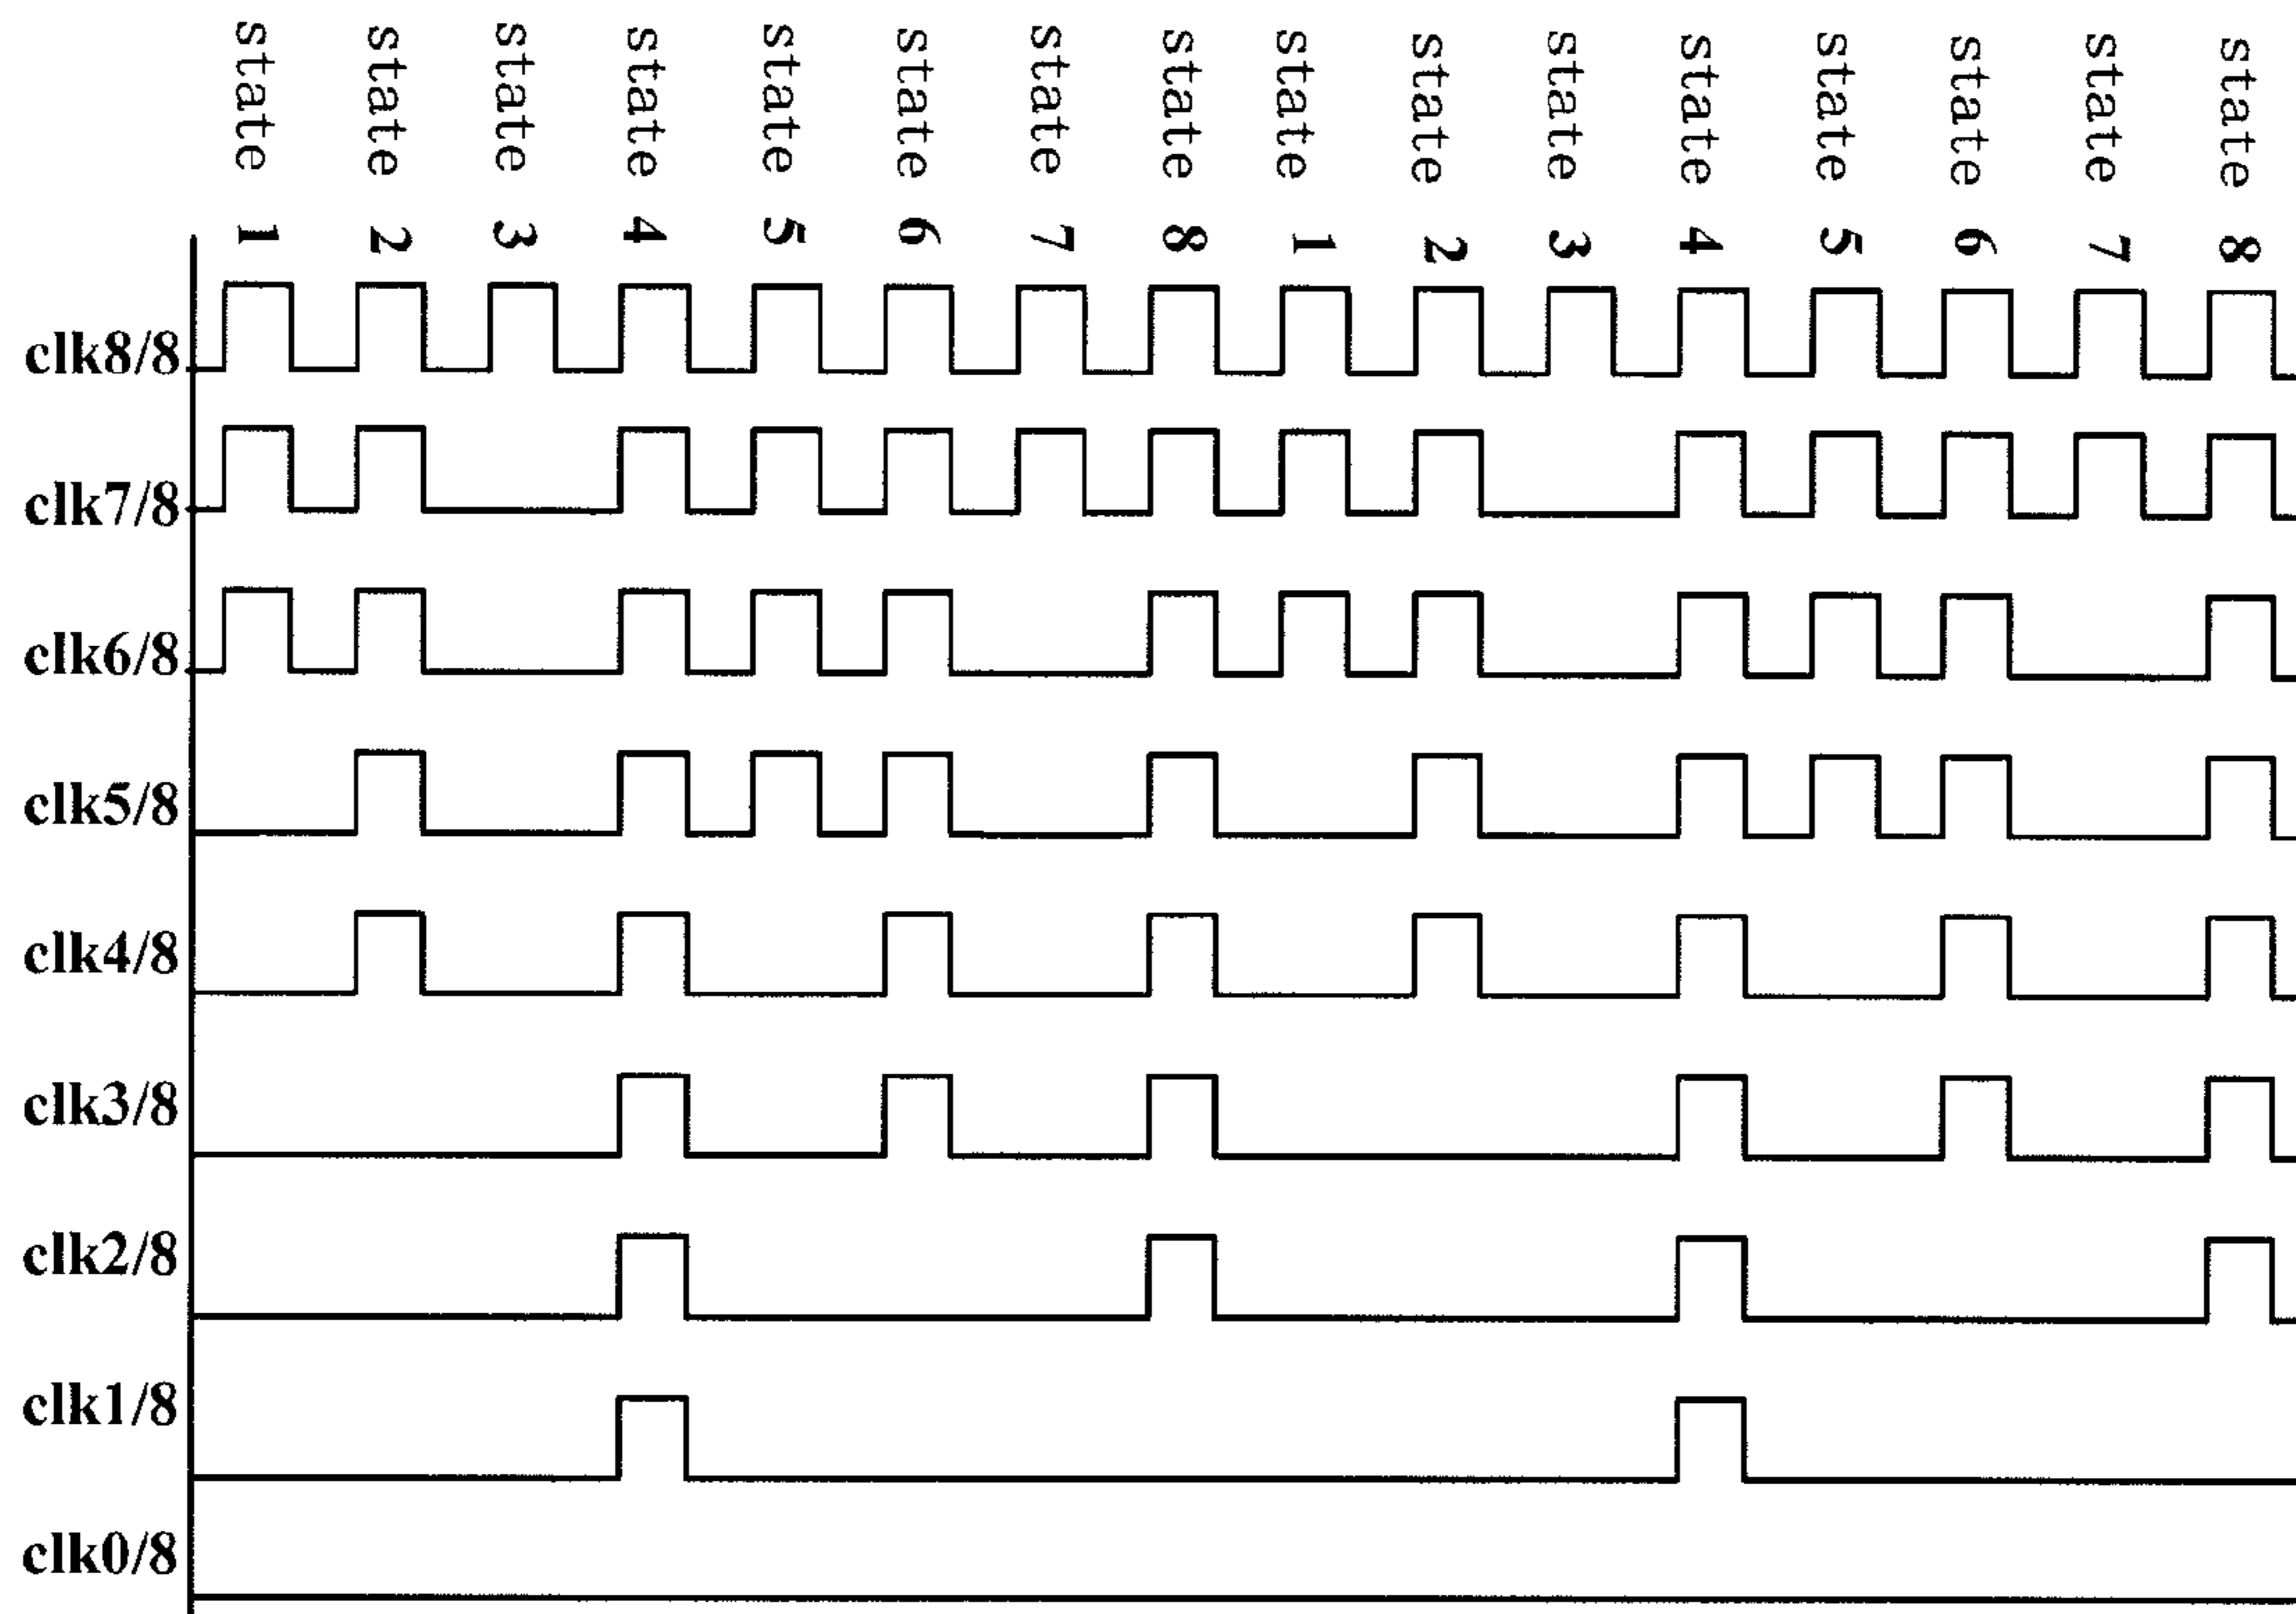 state 1
state 2
state 3
state 4
state 5
state 6
state 7
state 8
state 1
state 2
state 3
state 4
state 5
state 6
state 7
state 8
clk8/8
clk7/8
clk6/8
clk5/8
clk4/8
clk3/8
clk2/8
clk1/8
clk0/8